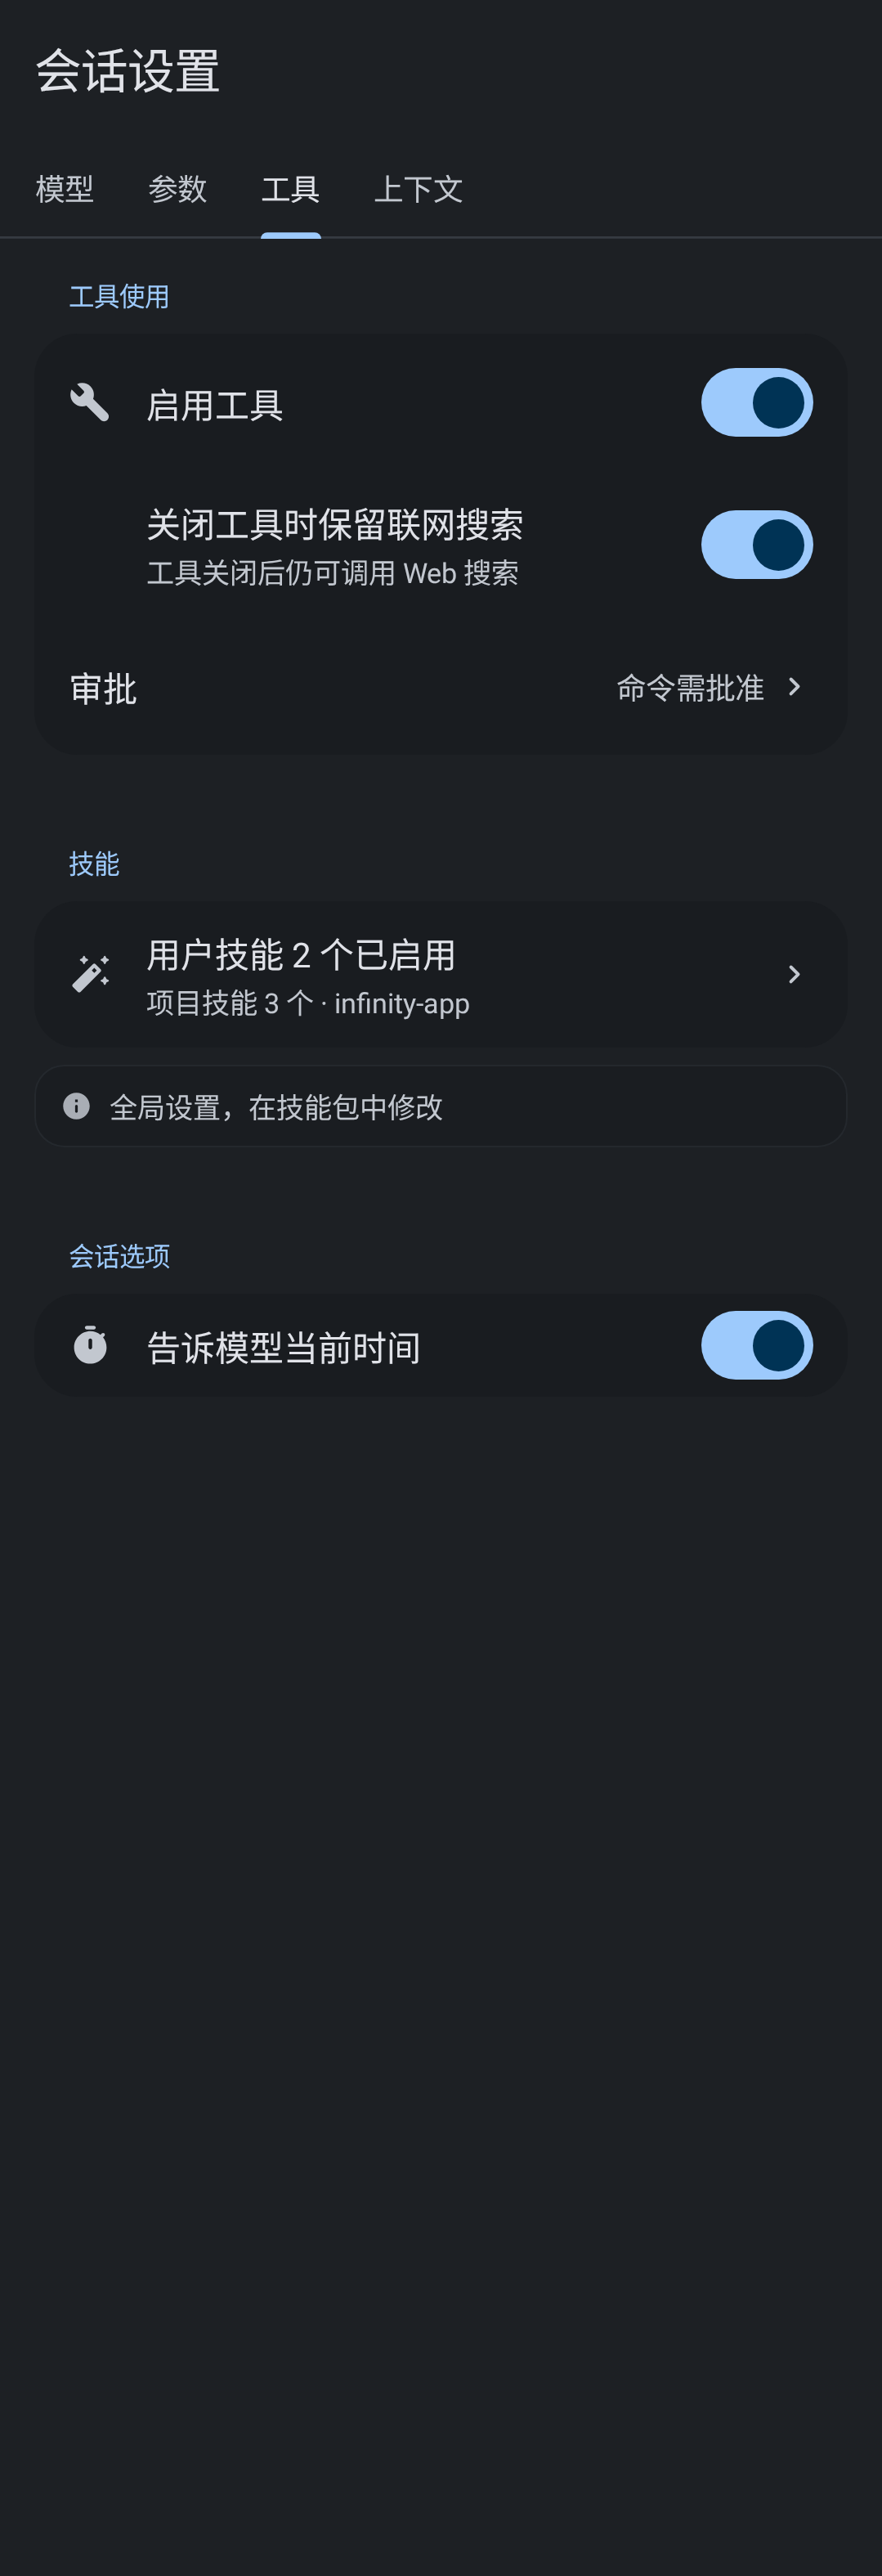 会话设置
模型 参数 工具 上下文
工具使用
启用工具
关闭工具时保留联网搜索
工具关闭后仍可调用 Web 搜索
审批 命令需批准
技能
用户技能 2 个已启用
项目技能 3 个 · infinity-app
全局设置，在技能包中修改
会话选项
告诉模型当前时间